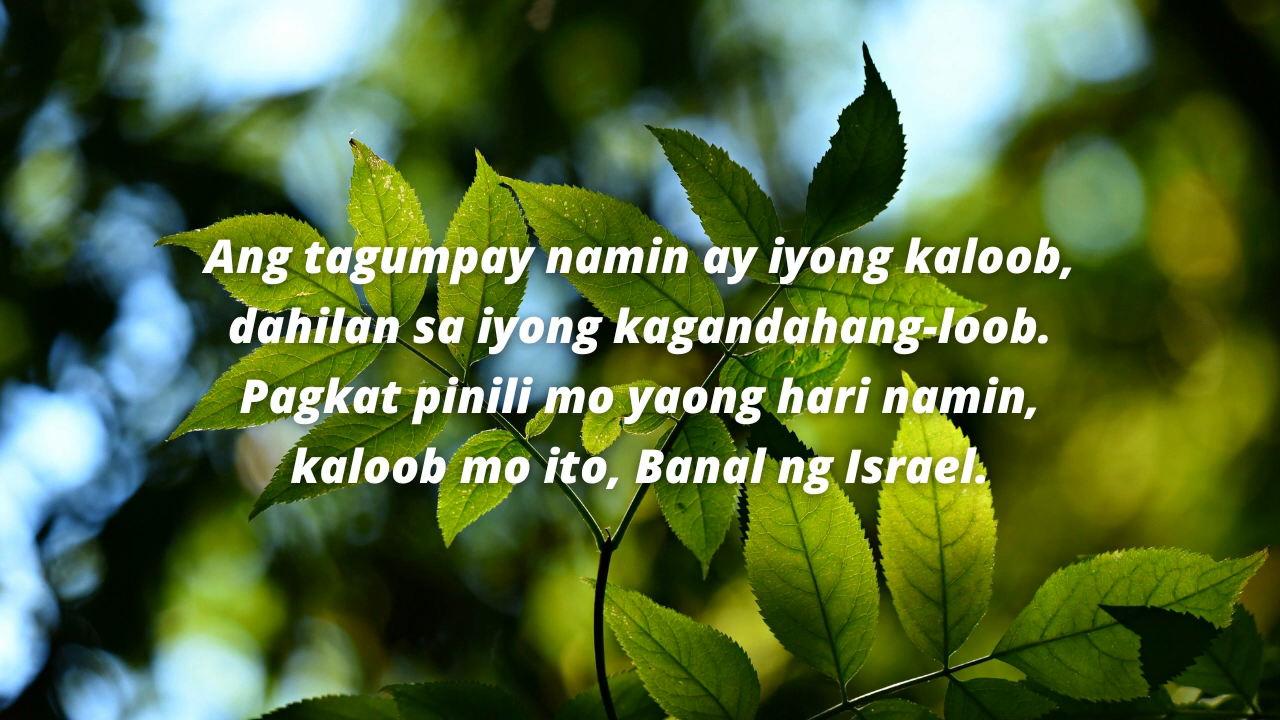 Ang tagumpay namin ay iyong kaloob,
dahilan sa iyong kagandahang-loob.
Pagkat pinili mo yaong hari namin,
kaloob mo ito, Banal ng Israel.